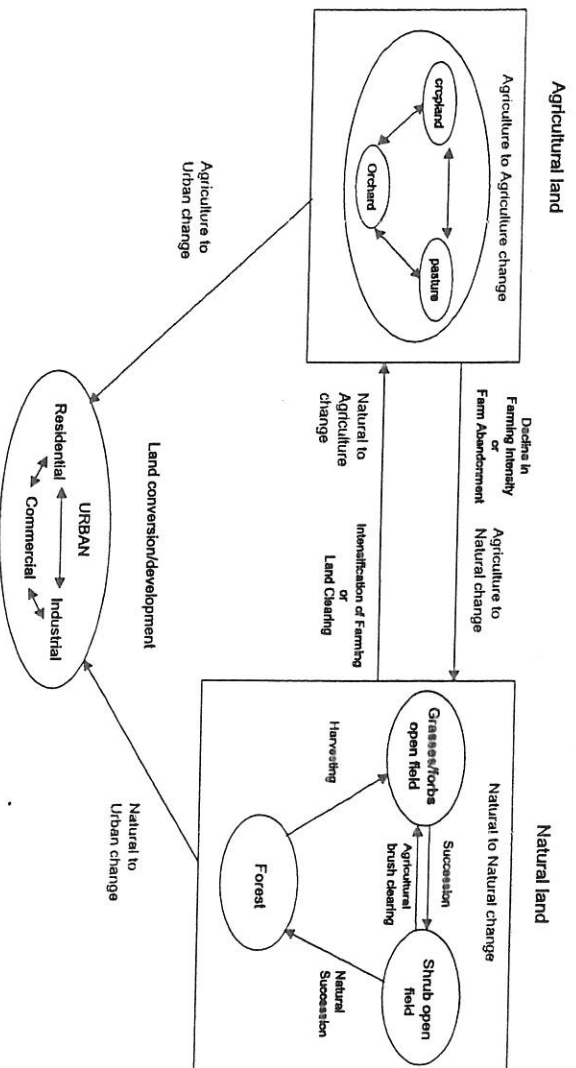 Agricultural land
Agriculture to Agriculture change
cropland
pasture
Orchard
Decline in
Farming Intensity
or
Farm Abandonment
Agriculture to
Natural change
Natural to
Agriculture
change
Intensification of Farming
or
Land Clearing
Natural land
Natural to Natural change
Grasses/forbs
open field
Succession
Agricultural
brush clearing
Shrub open
field
Harvesting
Natural
Succession
Forest
Agriculture to
Urban change
Land conversion/development
Natural to
Urban change
URBAN
Residential
Industrial
Commercial